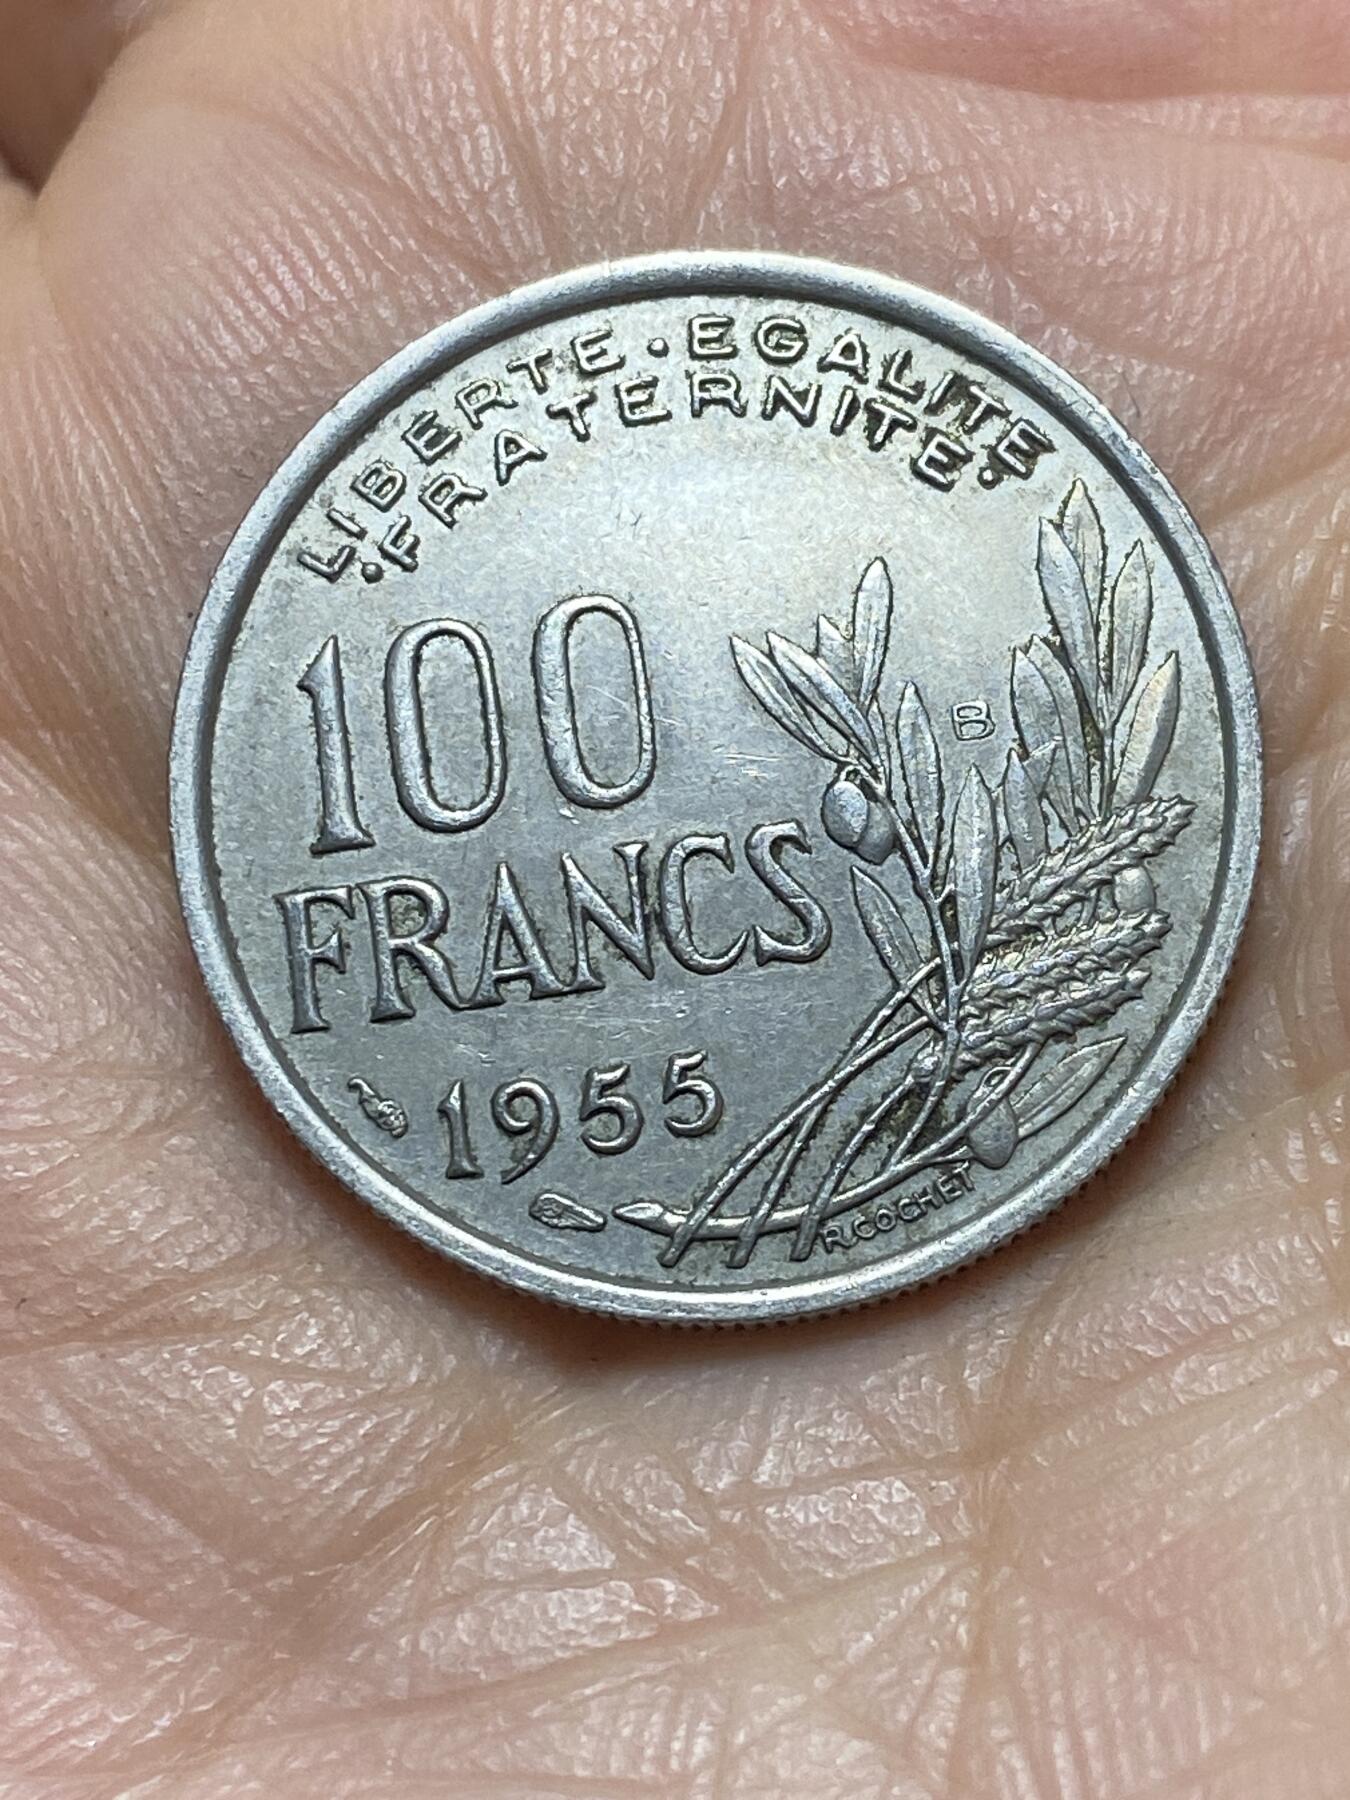 LIBERTE·EGALITE
·FRATERNITE·
100
B
FRANCS
1955
R.COCHET